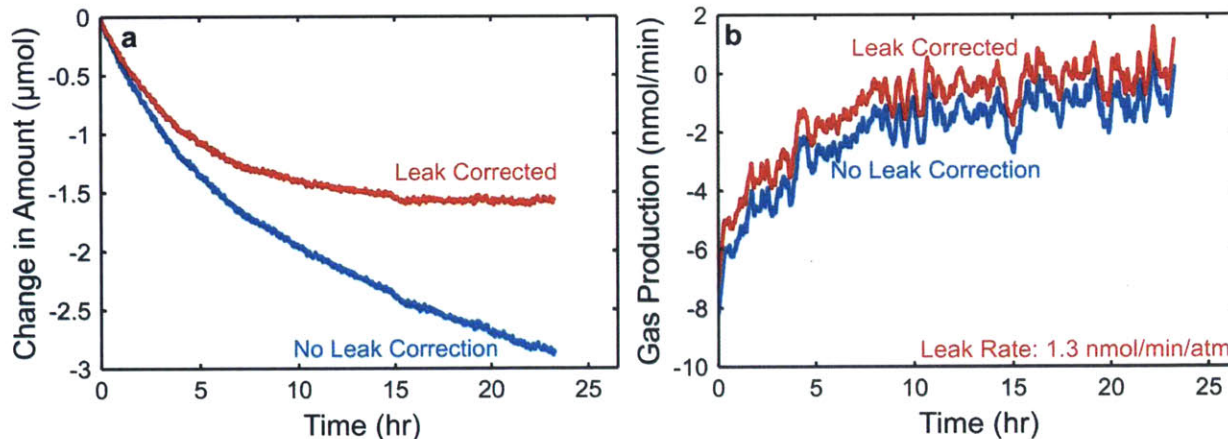 a
Change in Amount (µmol)
0
-0.5
-1
-1.5
-2
-2.5
-3
Leak Corrected
No Leak Correction
0
5
10
15
20
25
Time (hr)
b
Gas Production (nmol/min)
2
0
-2
-4
-6
-8
-10
Leak Corrected
No Leak Correction
Leak Rate: 1.3 nmol/min/atm
0
5
10
15
20
25
Time (hr)